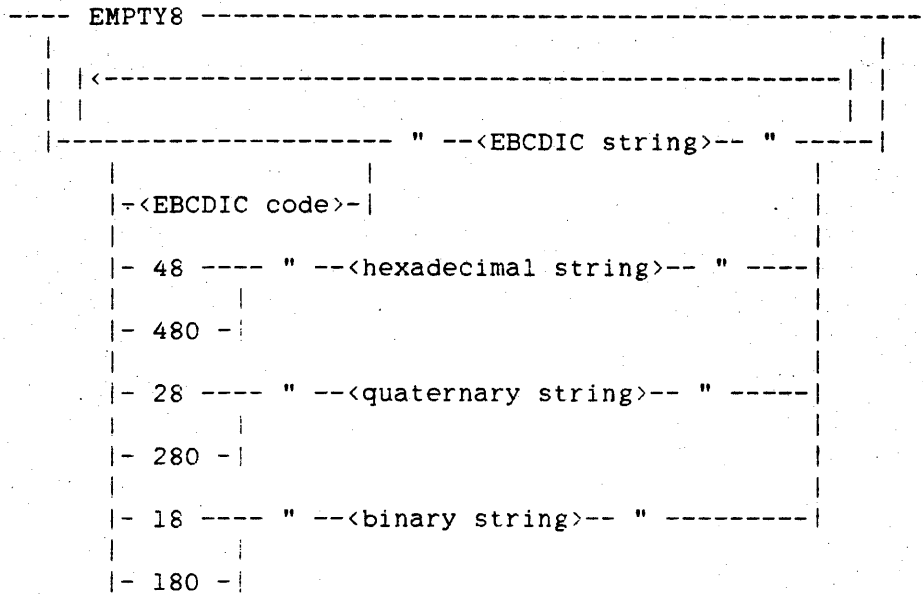 ---- EMPTY8 -----------------------------------------------
| |
| |<------------------------------------------------| |
| | | |
|---------------------- " --<EBCDIC string>-- " -----|
| | |
|-<EBCDIC code>-| |
| |
|- 48 ---- " --<hexadecimal string>-- " ----|
| | |
|- 480 -| |
| |
|- 28 ---- " --<quaternary string>-- " -----|
| | |
|- 280 -| |
| |
|- 18 ---- " --<binary string>-- " ---------|
| |
|- 180 -|